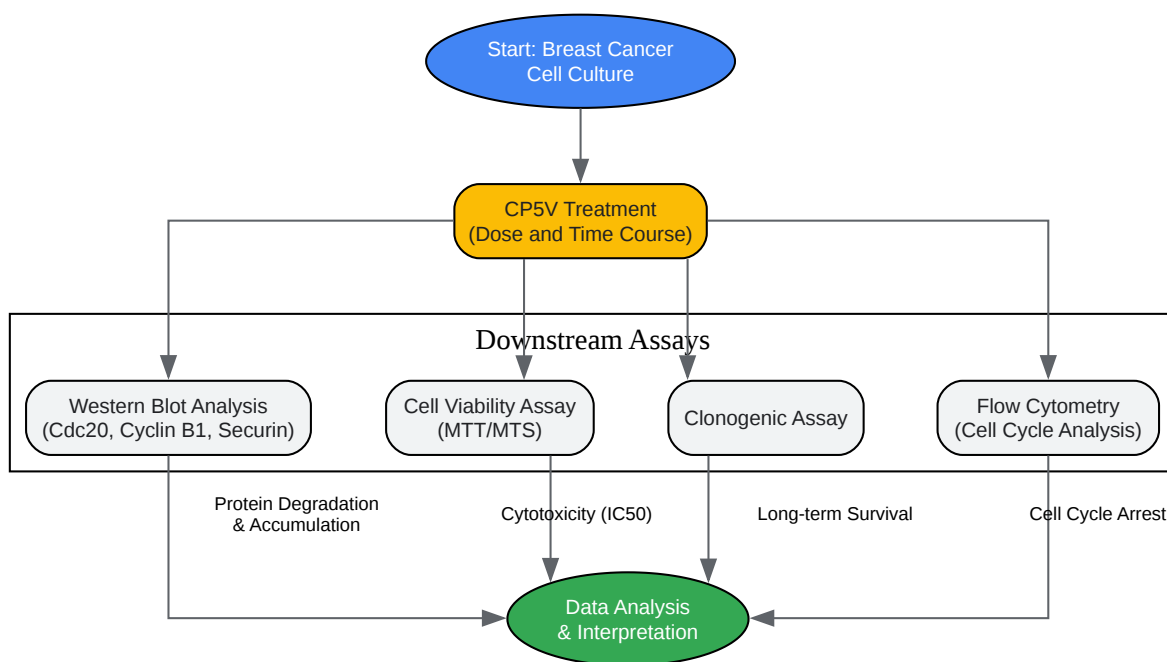 Start: Breast Cancer
Cell Culture
CP5V Treatment
(Dose and Time Course)
Downstream Assays
Western Blot Analysis
(Cdc20, Cyclin B1, Securin)
Cell Viability Assay
(MTT/MTS)
Clonogenic Assay
Flow Cytometry
(Cell Cycle Analysis)
Protein Degradation
& Accumulation
Cytotoxicity (IC50)
Long-term Survival
Cell Cycle Arrest
Data Analysis
& Interpretation